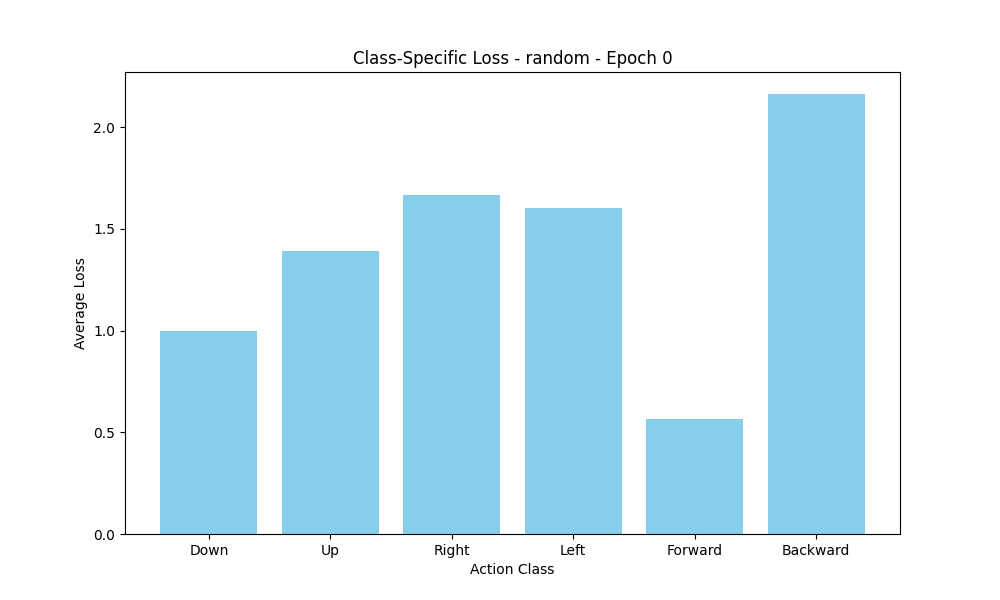 Class-Specific Loss - random - Epoch 0
Average Loss
2.0
1.5
1.0
0.5
0.0
Down Up Right Left Forward Backward
Action Class